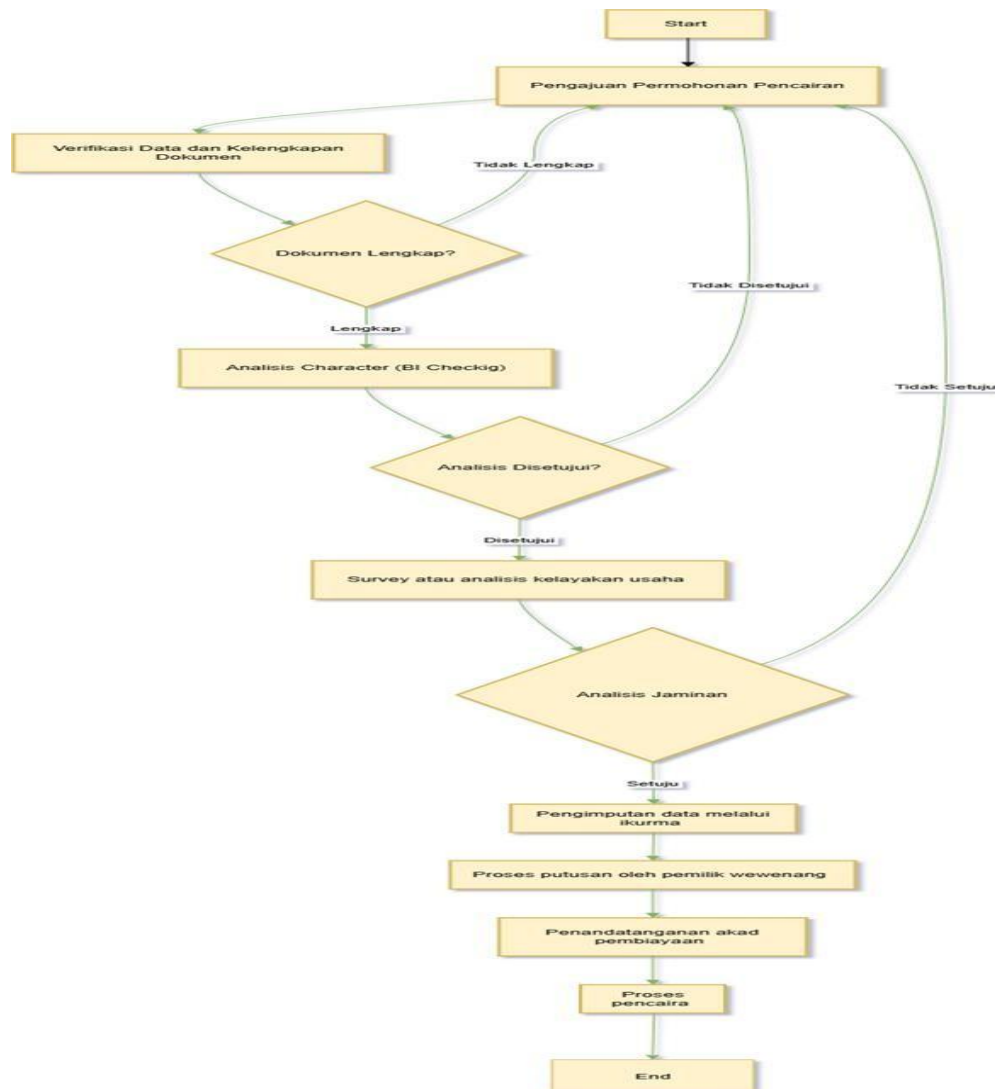 Start
Pengajuan Permohonan Pencairan
Verifikasi Data dan Kelengkapan
Dokumen
Tidak Lengkap
Dokumen Lengkap?
Tidak Disetujui
Lengkap
Analisis Character (BI Checkig)
Tidak Setuju
Analisis Disetujui?
Disetujui
Survey atau analisis kelayakan usaha
Analisis Jaminan
Setuju
Pengimputan data melalui
ikurma
Proses putusan oleh pemilik wewenang
Penandatanganan akad
pembiayaan
Proses
pencaira
End